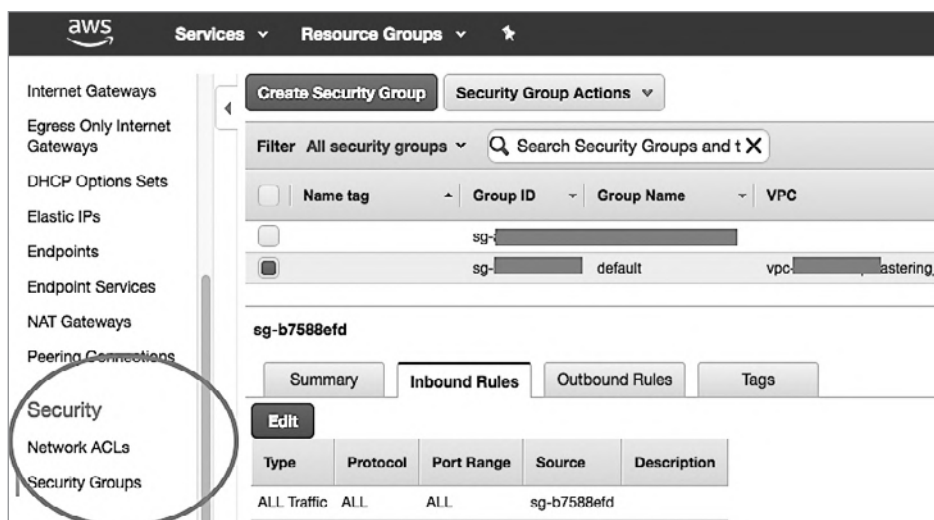 aws
Services
Resource Groups
Internet Gateways
Egress Only Internet
Gateways
DHCP Options Sets
Elastic IPs
Endpoints
Endpoint Services
NAT Gateways
Peering Connections
Security
Network ACLs
Security Groups
Create Security Group
Security Group Actions
Filter All security groups
Search Security Groups and t
Name tag Group ID Group Name VPC
sg-
sg- default vpc- astering_
sg-b7588efd
Summary Inbound Rules Outbound Rules Tags
Edit
Type Protocol Port Range Source Description
ALL Traffic ALL ALL sg-b7588efd